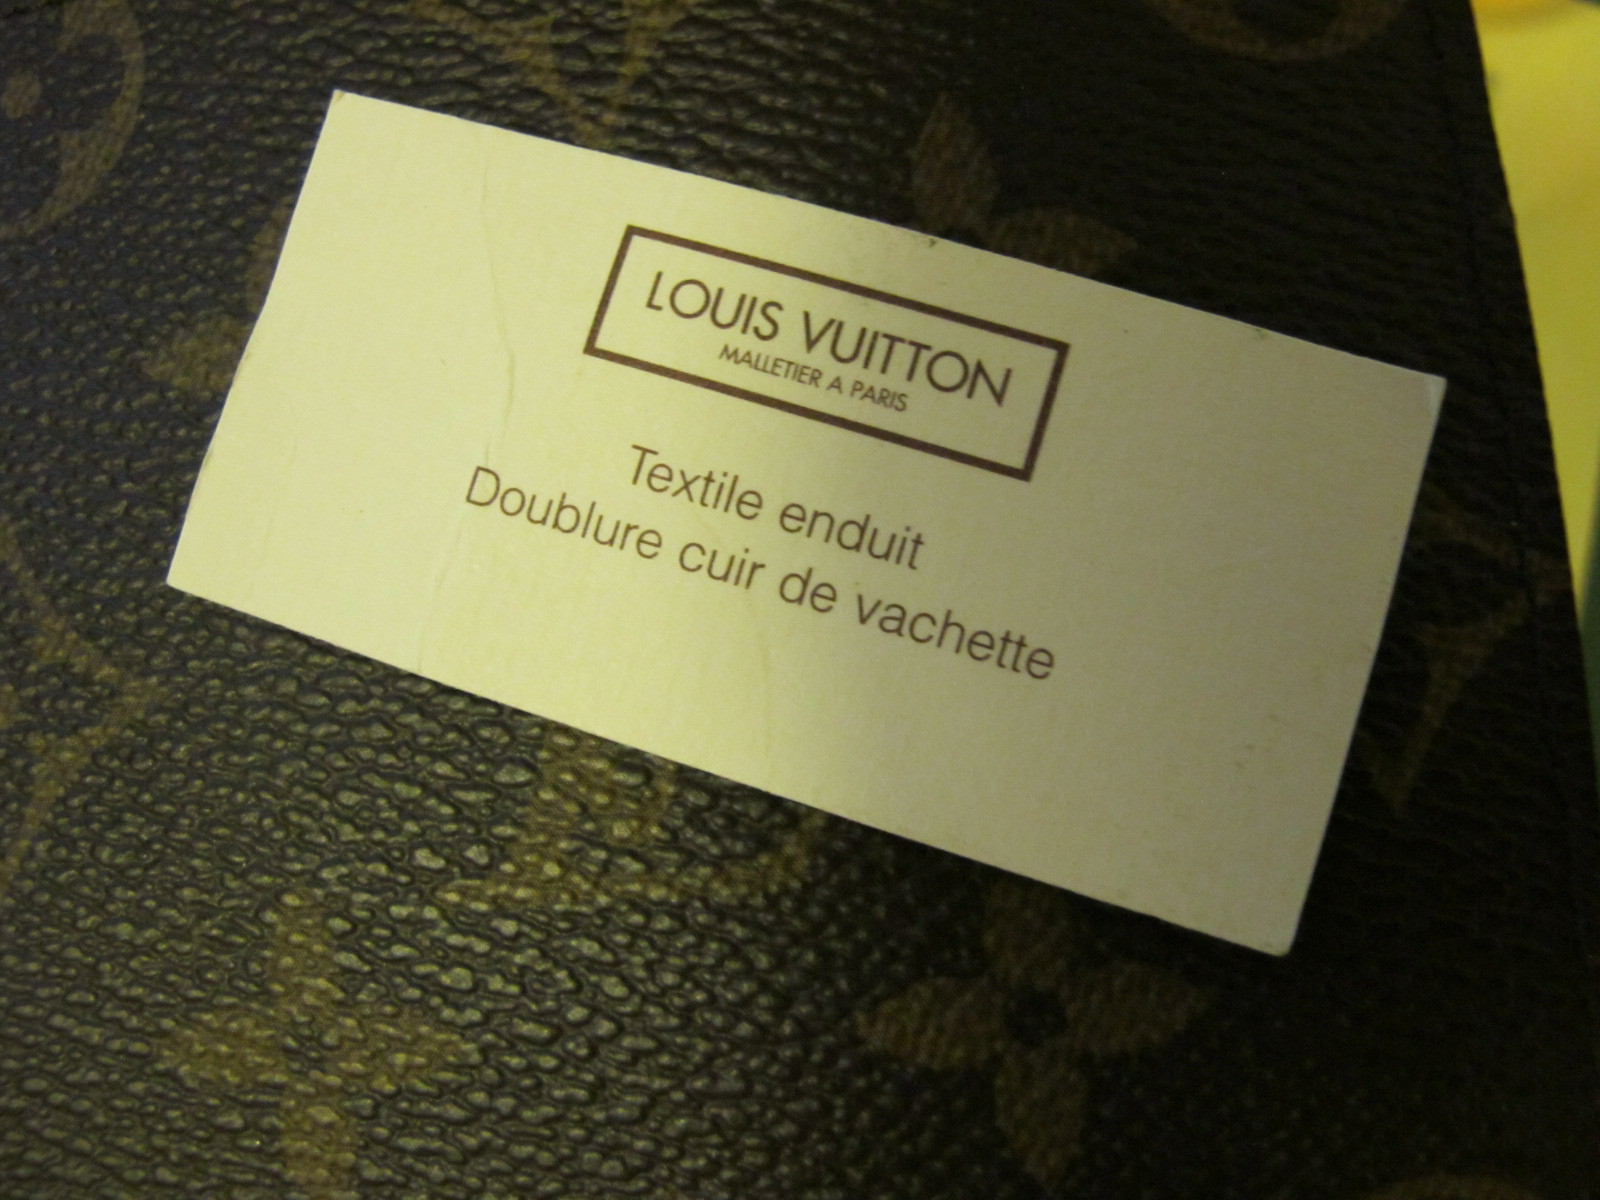 LOUIS VUITTON
MALLETIER A PARIS
Textile enduit
Doublure cuir de vachette